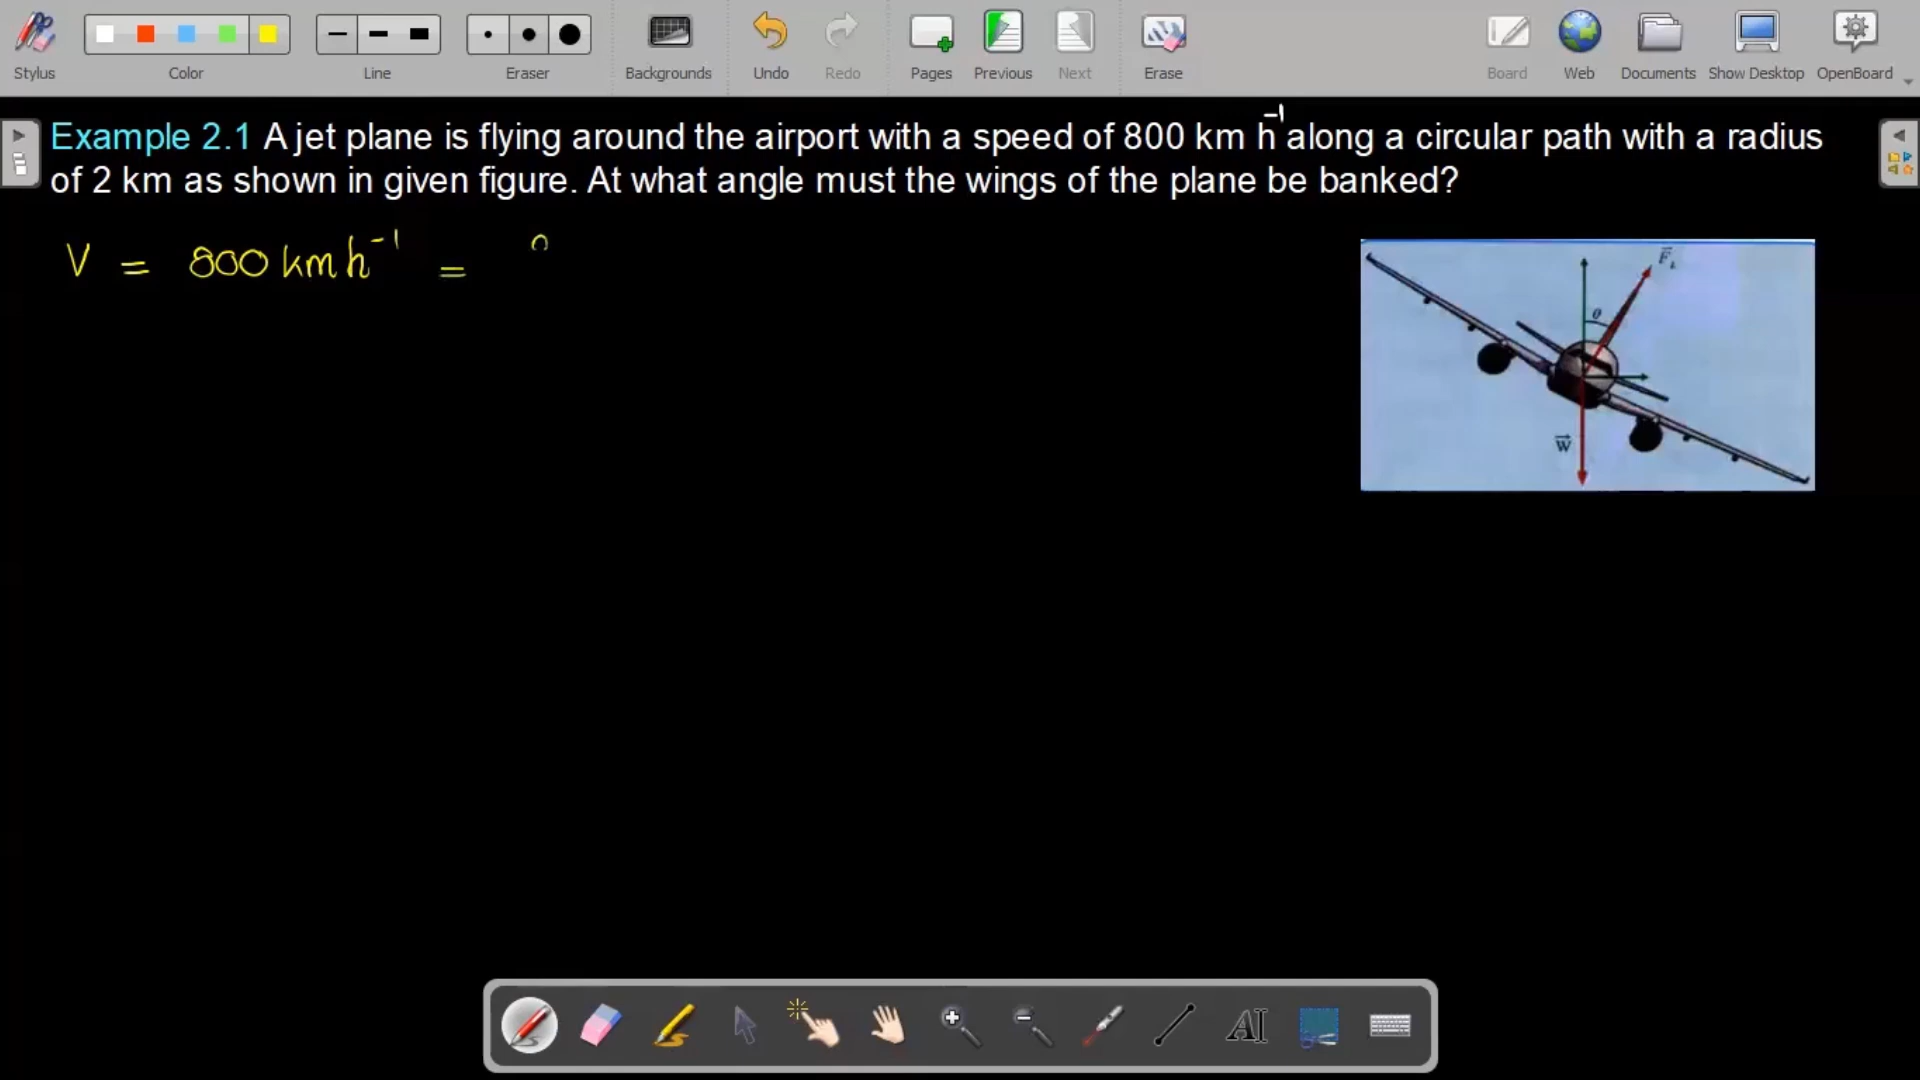 Stylus
Color
Line
Eraser
Backgrounds
Undo
Redo
Pages
Previous
Next
Erase
Board
Web
Documents
Show Desktop
OpenBoard
Example 2.1 A jet plane is flying around the airport with a speed of 800 km h⁻¹ along a circular path with a radius
of 2 km as shown in given figure. At what angle must the wings of the plane be banked?
V = 800 km h⁻¹ =
θ
W
AI